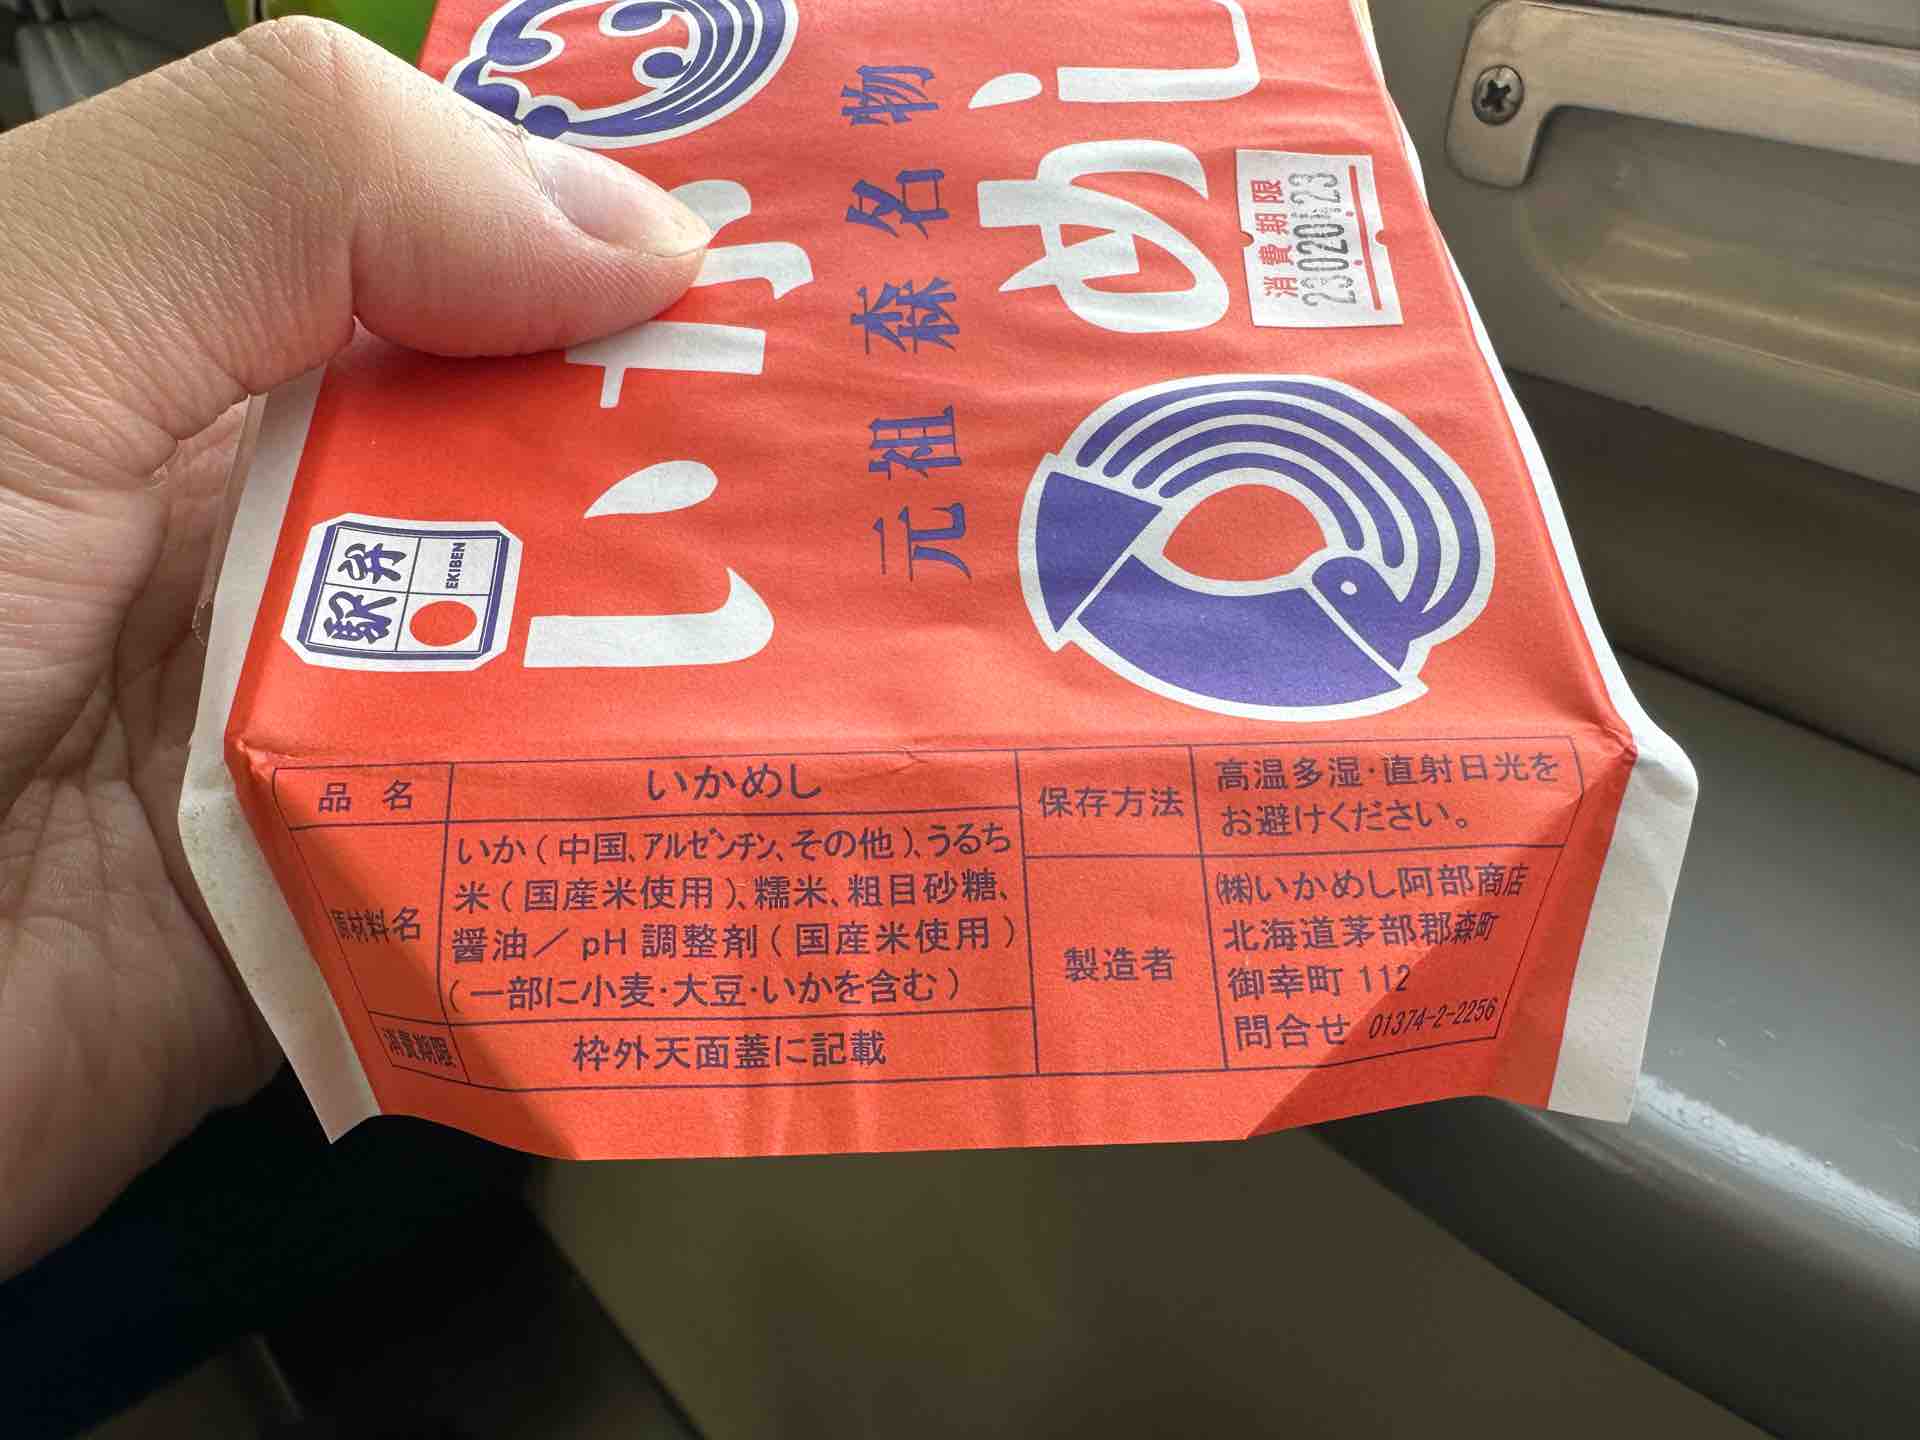 いかめし
元祖森名物
駅弁
EKIBEN
消費期限
品名
いかめし
原材料名
いか(中国、アルゼンチン、その他)、うるち
米(国産米使用)、糯米、粗目砂糖、
醤油/pH調整剤(国産米使用)
(一部に小麦・大豆・いかを含む)
消費期限
枠外天面蓋に記載
保存方法
高温多湿・直射日光を
お避けください。
製造者
㈱いかめし阿部商店
北海道茅部郡森町
御幸町 112
問合せ 01374-2-2256